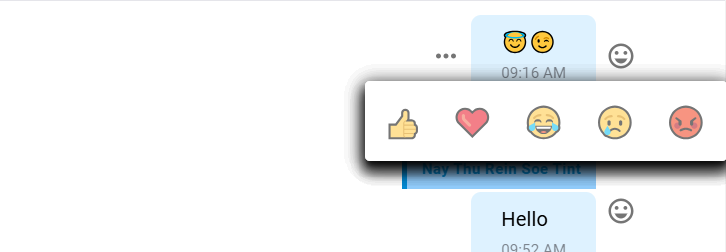 09:16 AM
Nay Thu Rein Soe Tint
Hello
09:52 AM